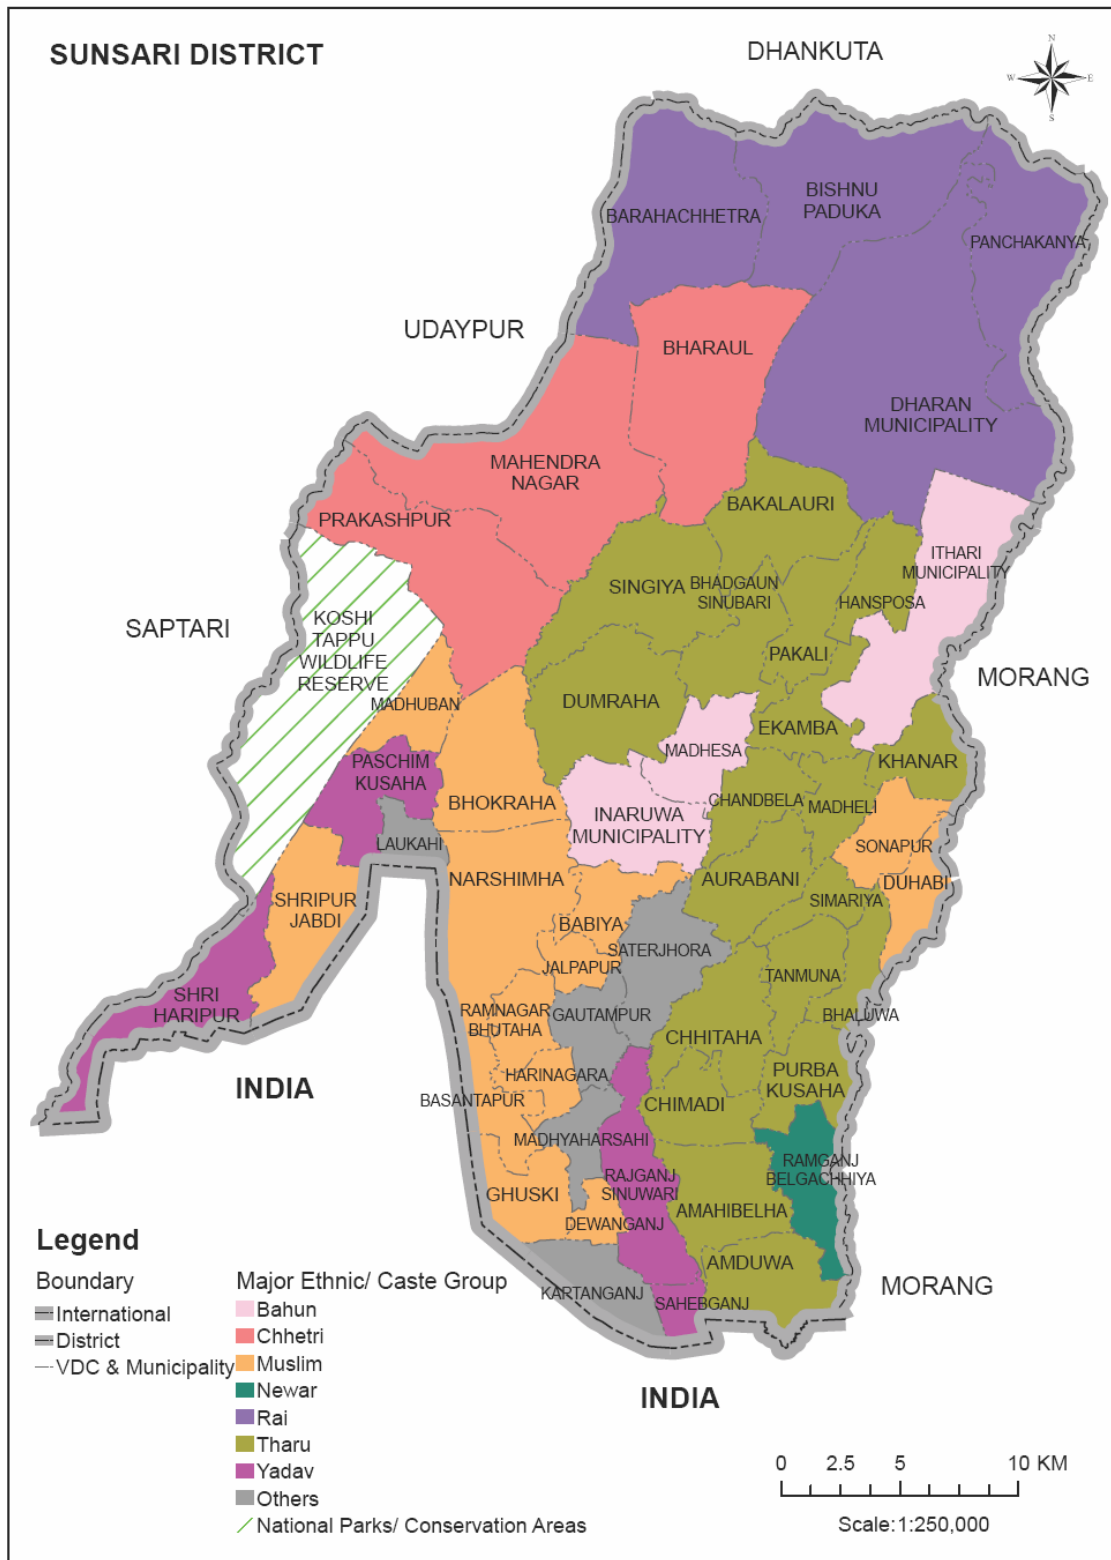 SUNSARI DISTRICT
DHANKUTA
N
W
E
S
BISHNU
PADUKA
BARAHACHHETRA
PANCHAKANYA
UDAYPUR
BHARAUL
DHARAN
MUNICIPALITY
MAHENDRA
NAGAR
BAKALAURI
PRAKASHPUR
ITHARI
MUNICIPALITY
SINGIYA
BHADGAUN
SINUBARI
HANSPOSA
KOSHI
TAPPU
WILDLIFE
RESERVE
SAPTARI
PAKALI
MORANG
MADHUBAN
DUMRAHA
EKAMBA
MADHESA
PASCHIM
KUSAHA
KHANAR
BHOKRAHA
CHANDBELA
MADHELI
INARUWA
MUNICIPALITY
LAUKAHI
SONAPUR
NARSHIMHA
AURABANI
DUHABI
SHRIPUR
JABDI
SIMARIYA
BABIYA
SATERJHORA
JALPAPUR
TANMUNA
SHRI
HARIPUR
RAMNAGAR
BHUTAHA
GAUTAMPUR
BHALUWA
CHHITAHA
HARINAGARA
PURBA
KUSAHA
INDIA
BASANTAPUR
CHIMADI
MADHYAHARSAHI
RAMGANJ
BELGACHHIYA
RAJGANJ
SINUWARI
GHUSKI
AMAHIBELHA
DEWANGANJ
AMDUWA
KARTANGANJ
SAHEBGANJ
MORANG
INDIA
Legend
Boundary
International
District
VDC & Municipality
Major Ethnic/ Caste Group
Bahun
Chhetri
Muslim
Newar
Rai
Tharu
Yadav
Others
National Parks/ Conservation Areas
0 2.5 5 10 KM
Scale:1:250,000